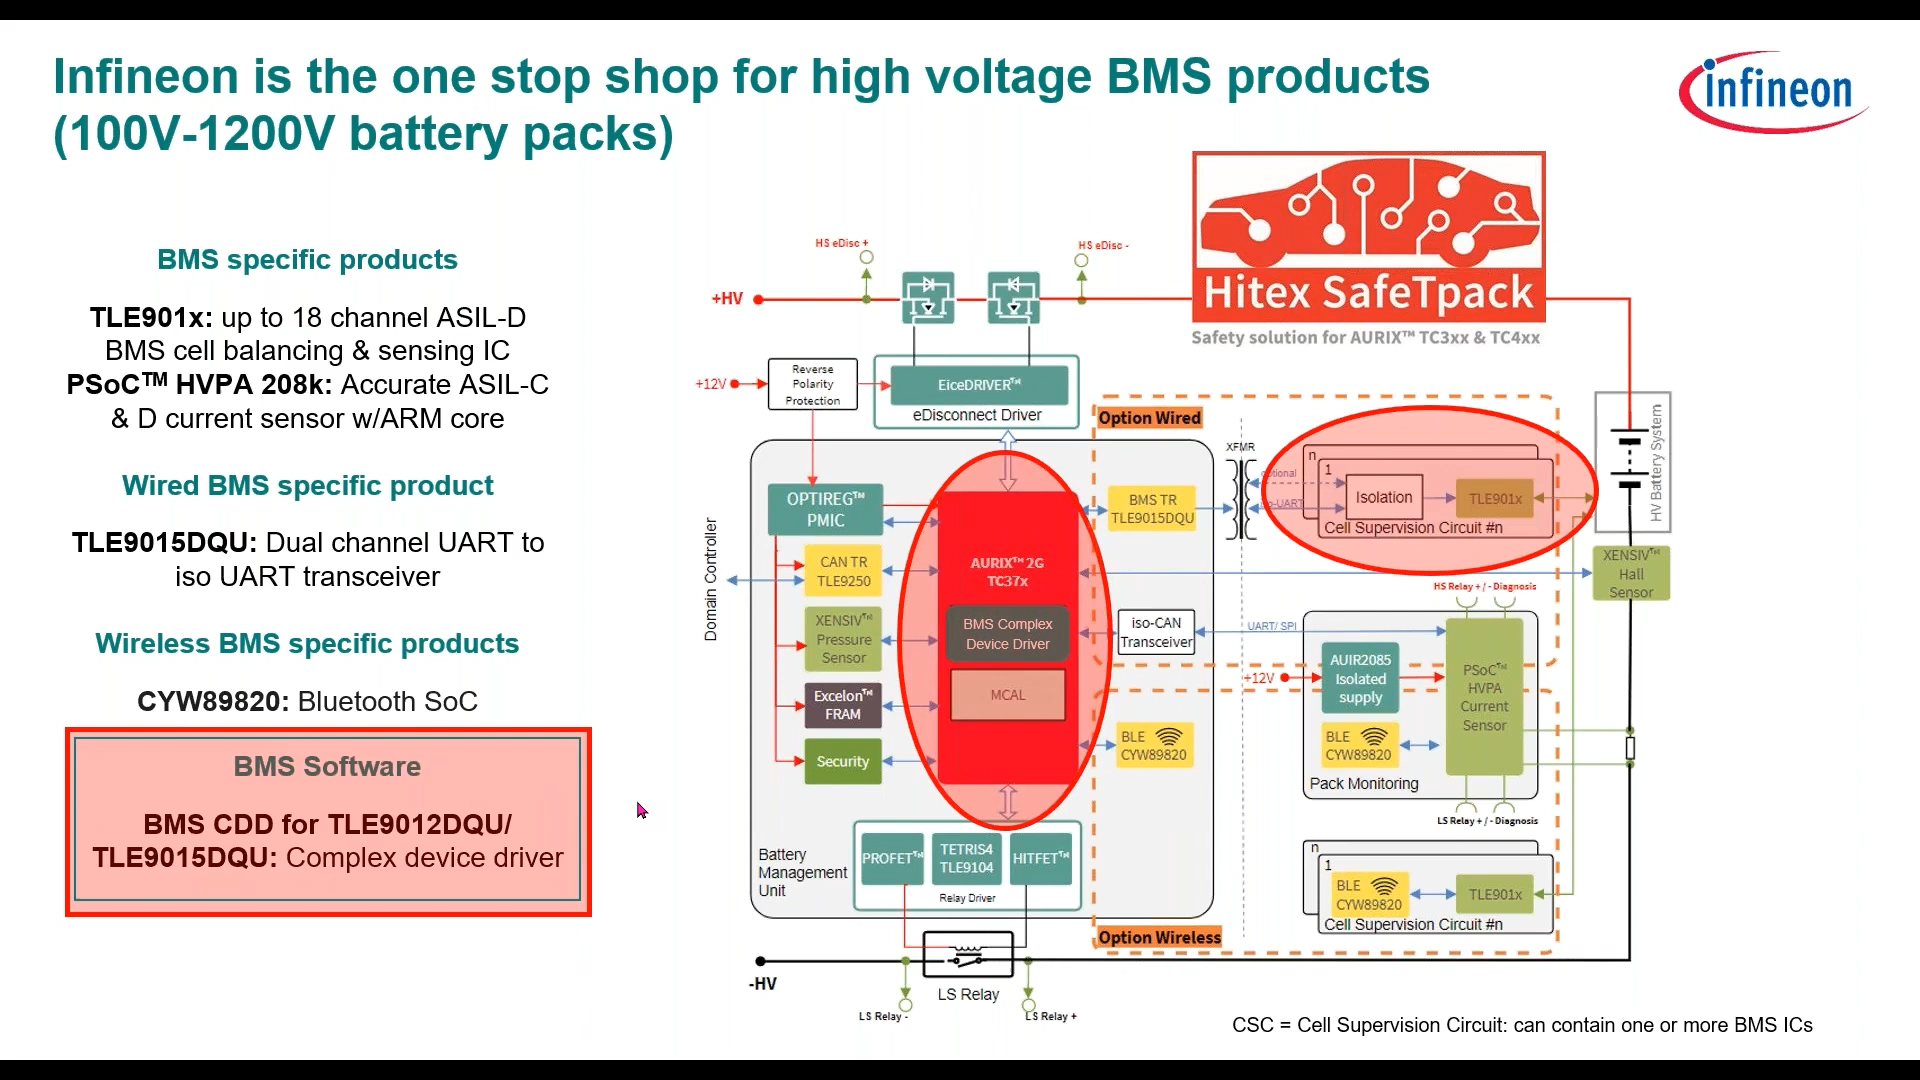 Infineon is the one stop shop for high voltage BMS products
(100V-1200V battery packs)
infineon
BMS specific products
TLE901x: up to 18 channel ASIL-D
BMS cell balancing & sensing IC
PSoC™ HVPA 208k: Accurate ASIL-C
& D current sensor w/ARM core
Wired BMS specific product
TLE9015DQU: Dual channel UART to
iso UART transceiver
Wireless BMS specific products
CYW89820: Bluetooth SoC
BMS Software
BMS CDD for TLE9012DQU/
TLE9015DQU: Complex device driver
Hitex SafeTpack
Safety solution for AURIX™ TC3xx & TC4xx
HS eDisc +
HS eDisc -
+HV
+12V
Reverse
Polarity
Protection
EiceDRIVER™
eDisconnect Driver
Option Wired
XFMR
n
1
Isolation
TLE901x
Cell Supervision Circuit #n
HV Battery System
Domain Controller
OPTIREG™
PMIC
CAN TR
TLE9250
XENSIV™
Pressure
Sensor
Excelon™
FRAM
Security
AURIX™ 2G
TC37x
BMS Complex
Device Driver
MCAL
BMS TR
TLE9015DQU
iso-CAN
Transceiver
UART/ SPI
BLE
CYW89820
XENSIV™
Hall
Sensor
HS Relay + / - Diagnosis
+12V
AUIR2085
Isolated
supply
PSoC™
HVPA
Current
Sensor
BLE
CYW89820
Pack Monitoring
LS Relay + / - Diagnosis
Battery
Management
Unit
PROFET™
TETRIS4
TLE9104
HITFET™
Relay Driver
n
1
BLE
CYW89820
TLE901x
Cell Supervision Circuit #n
Option Wireless
-HV
LS Relay
LS Relay -
LS Relay +
CSC = Cell Supervision Circuit: can contain one or more BMS ICs